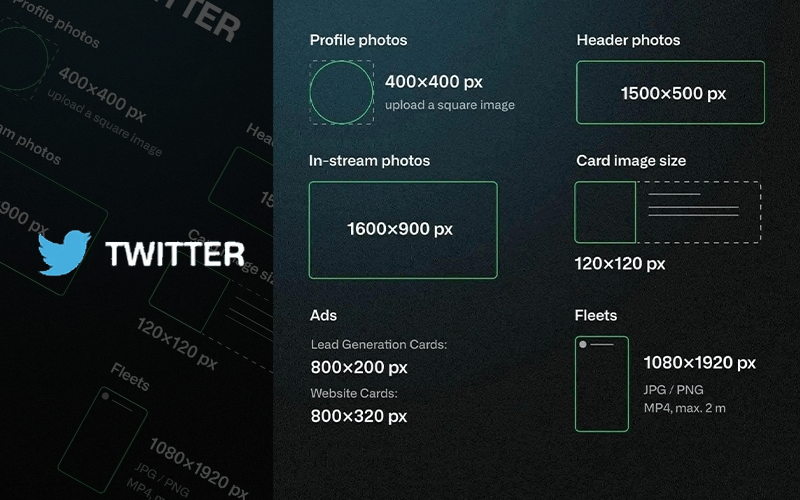 TWITTER
Profile photos
400×400 px
upload a square image
am photos
900 px
Hea
15
Ca
ge siz
120×120 px
Fleets
1080×1920 px
JPG / PNG
MP4, m
TWITTER
Profile photos
400×400 px
upload a square image
Header photos
1500×500 px
In-stream photos
1600×900 px
Card image size
120×120 px
Ads
Lead Generation Cards:
800×200 px
Website Cards:
800×320 px
Fleets
1080×1920 px
JPG / PNG
MP4, max. 2 m